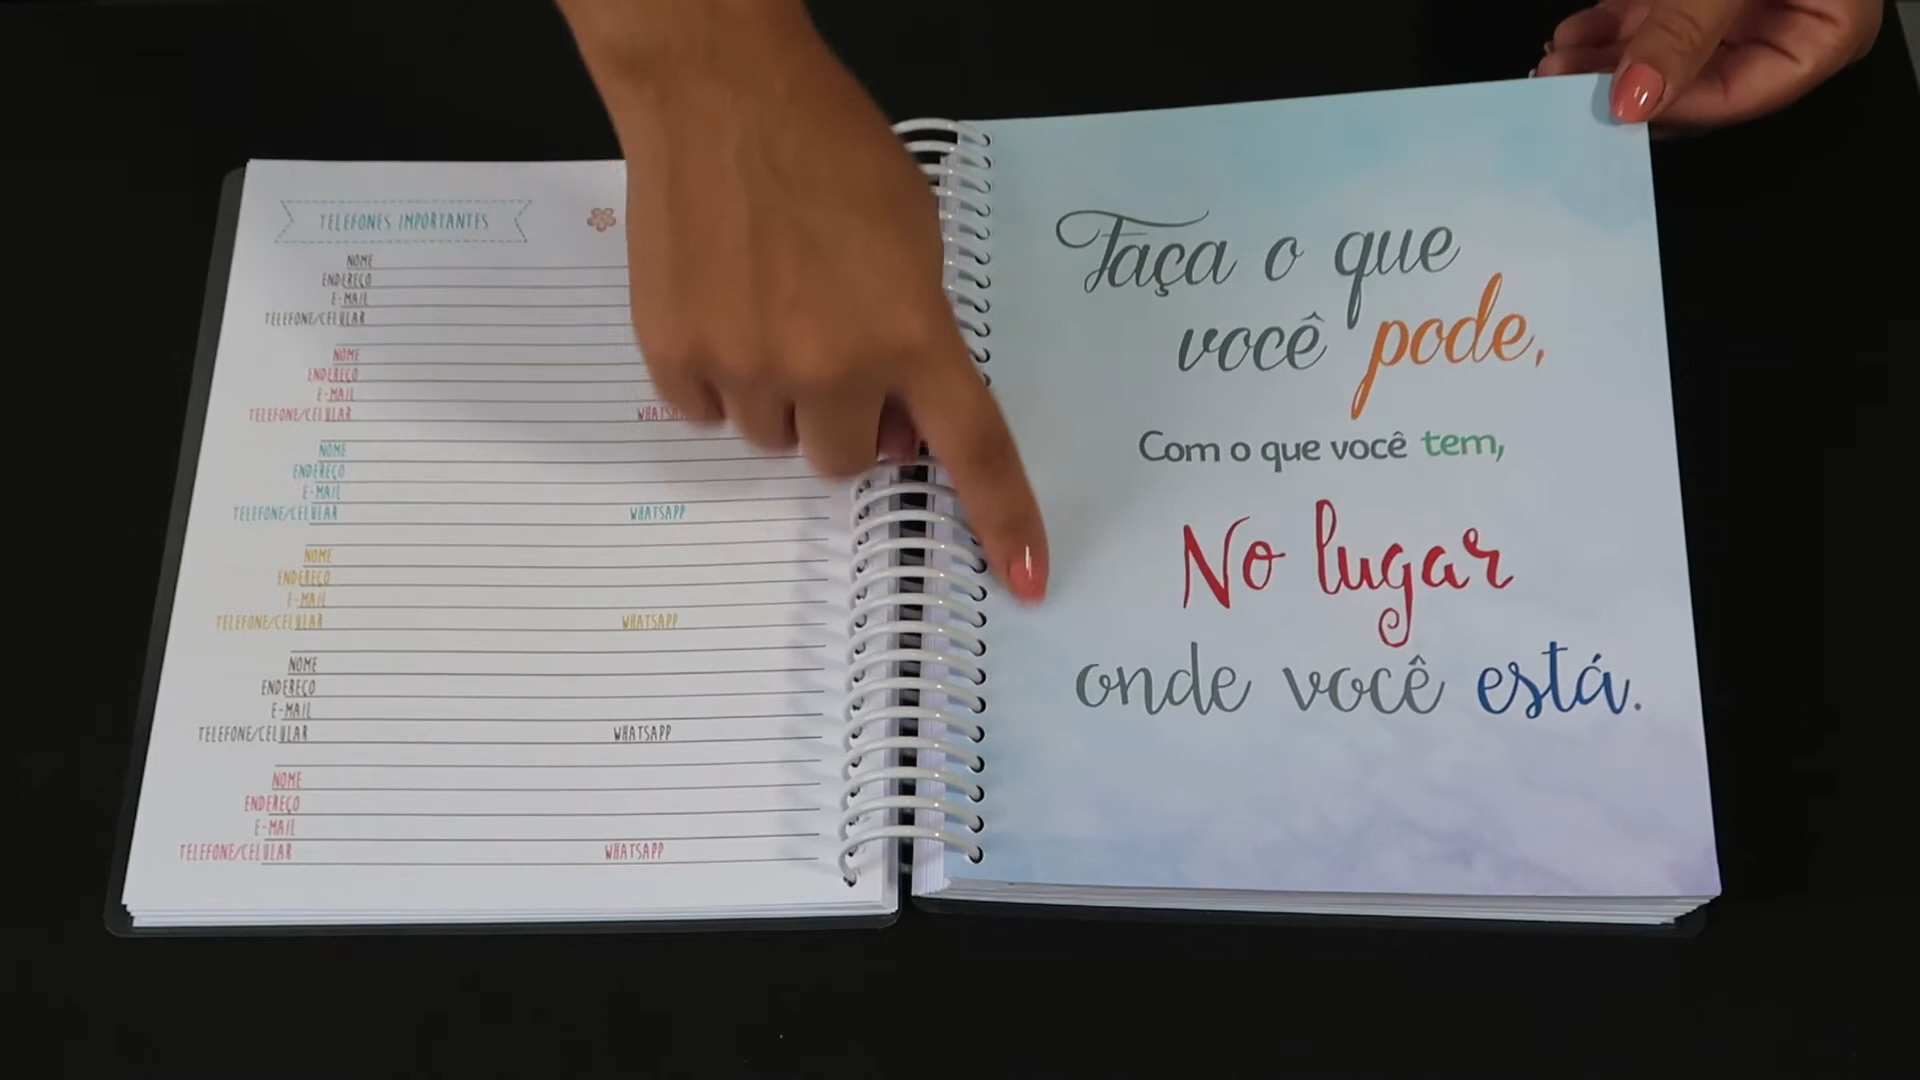 TELEFONES IMPORTANTES
NOME
ENDEREÇO
E-MAIL
TELEFONE/CELULAR
NOME
ENDEREÇO
E-MAIL
TELEFONE/CELULAR WHATSAPP
NOME
ENDEREÇO
E-MAIL
TELEFONE/CELULAR WHATSAPP
NOME
ENDEREÇO
E-MAIL
TELEFONE/CELULAR WHATSAPP
NOME
ENDEREÇO
E-MAIL
TELEFONE/CELULAR WHATSAPP
NOME
ENDEREÇO
E-MAIL
TELEFONE/CELULAR WHATSAPP
Faça o que
você pode,
Com o que você tem,
No lugar
onde você está.